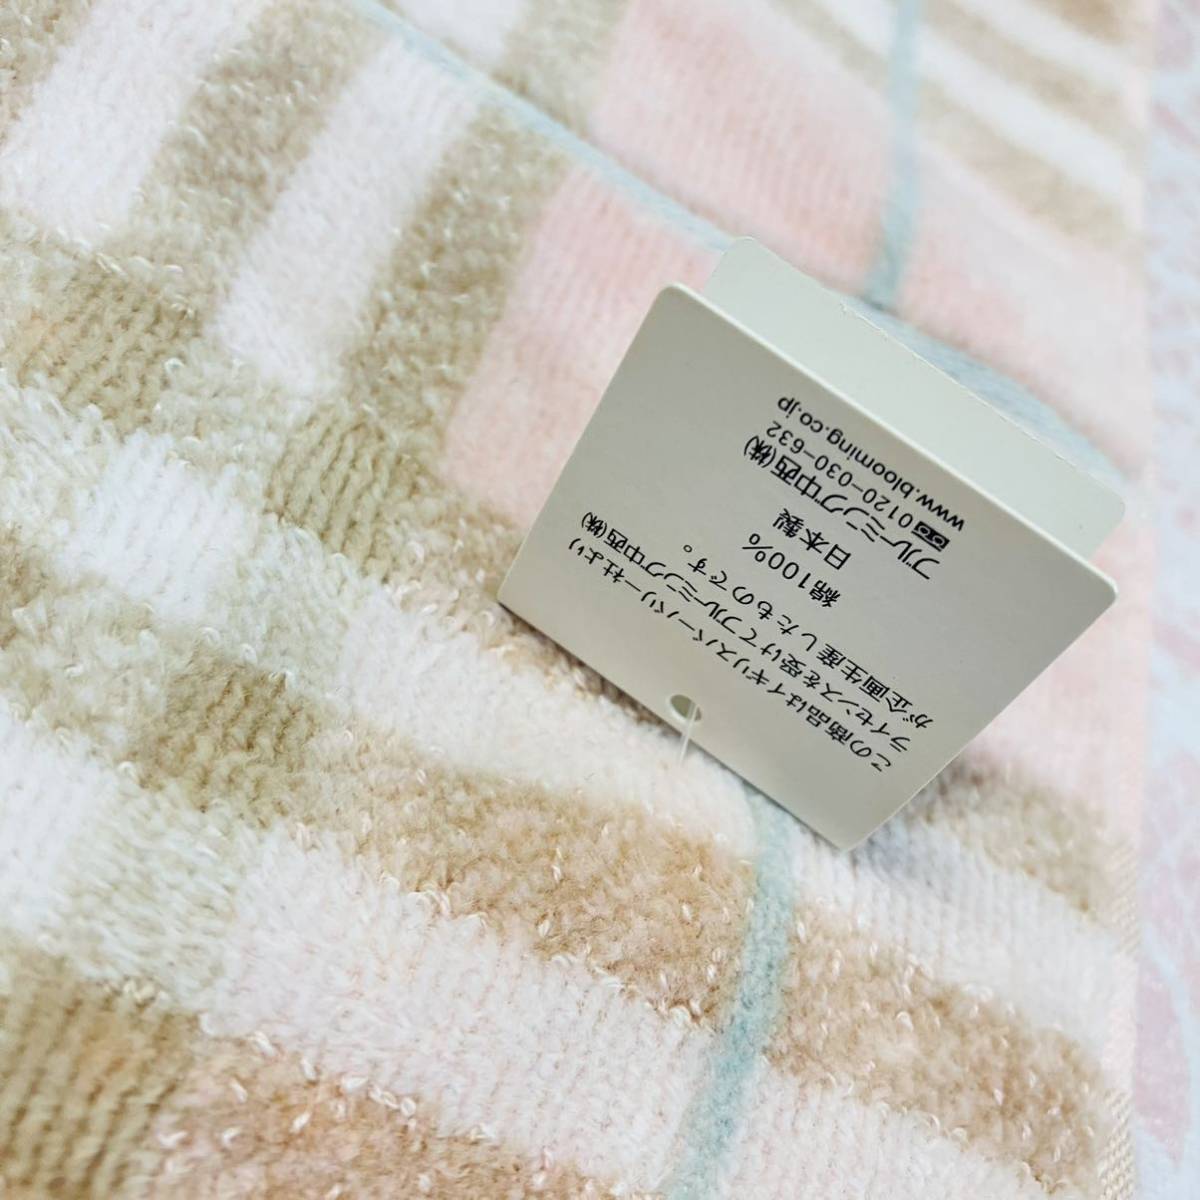 この商品はイギリスバーバリー社より
ライセンスを受けてブルーミング中西(株)
が企画生産したものです。
綿100%
日本製
ブルーミング中西(株)
0120-030-632
www.blooming.co.jp